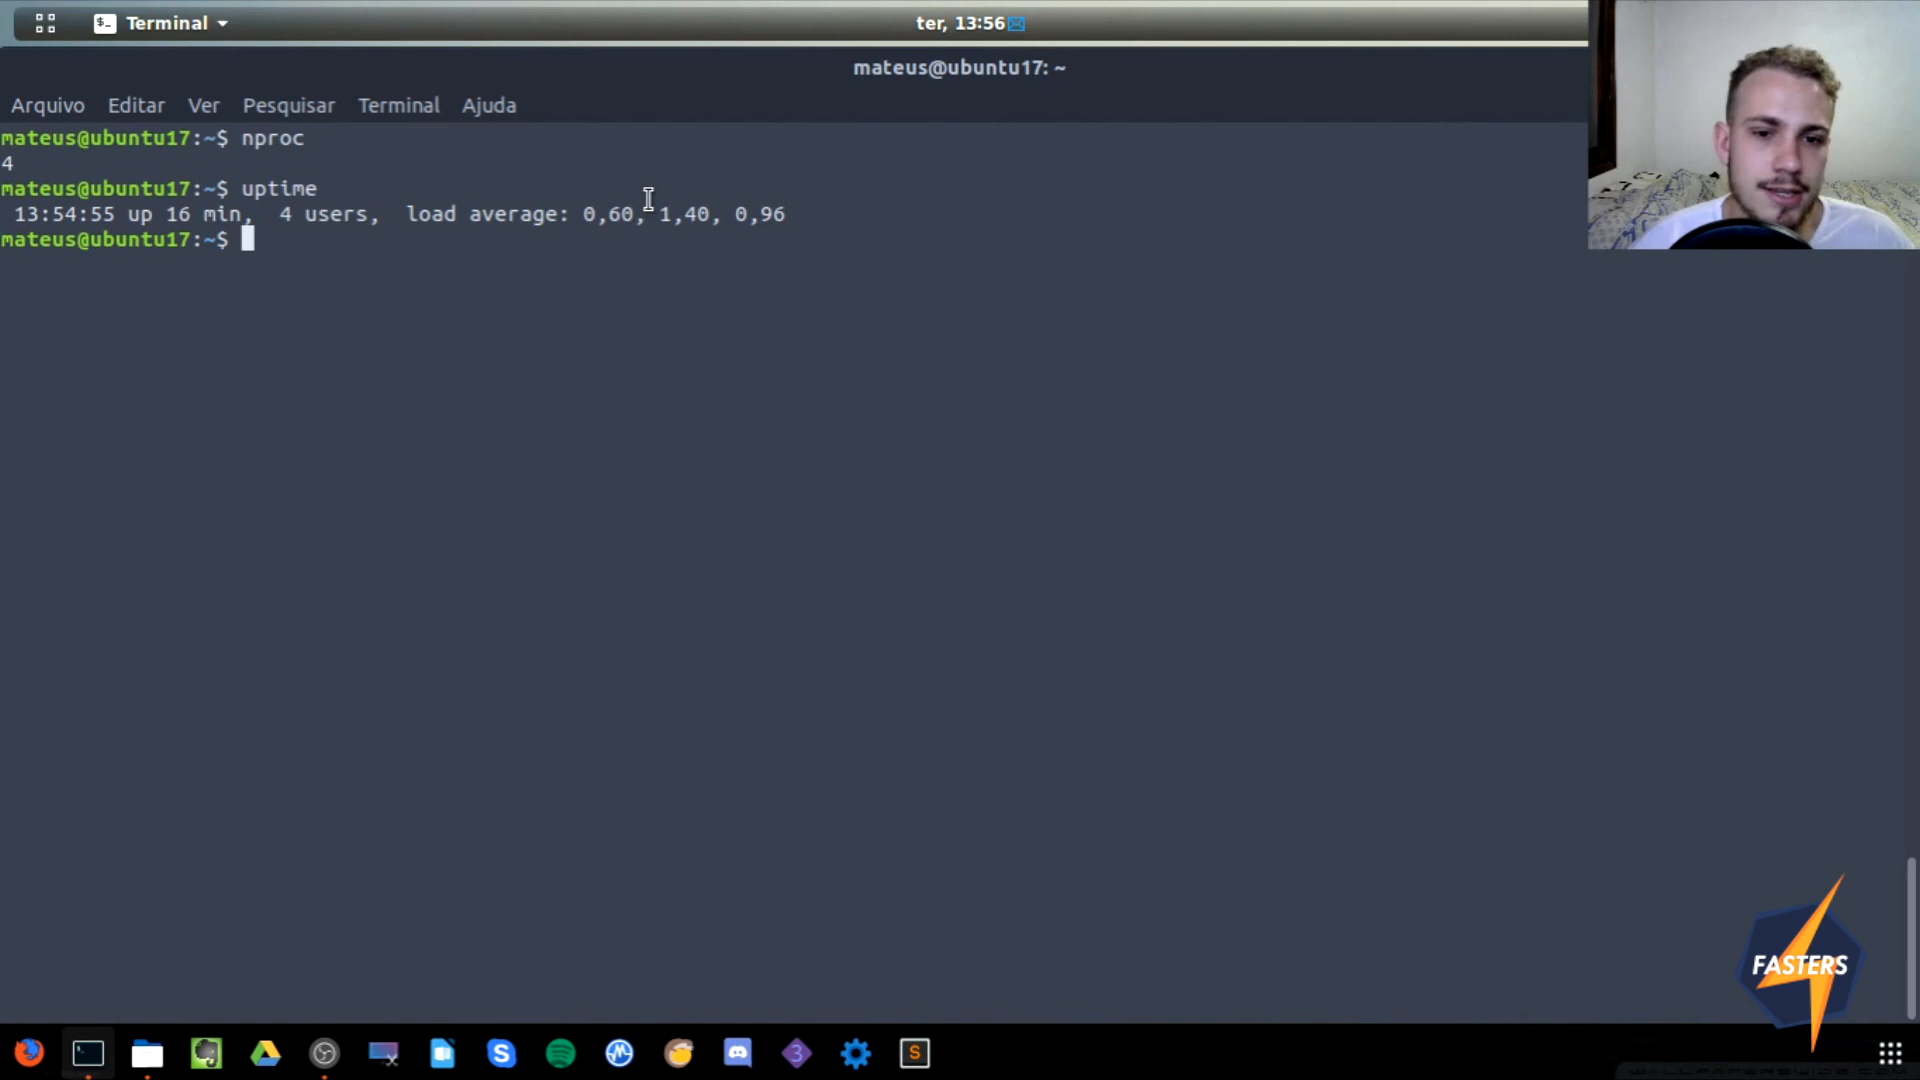 Terminal
ter, 13:56
mateus@ubuntu17: ~
Arquivo Editar Ver Pesquisar Terminal Ajuda
mateus@ubuntu17:~$ nproc
4
mateus@ubuntu17:~$ uptime
13:54:55 up 16 min, 4 users, load average: 0,60, 1,40, 0,96
mateus@ubuntu17:~$
FASTERS